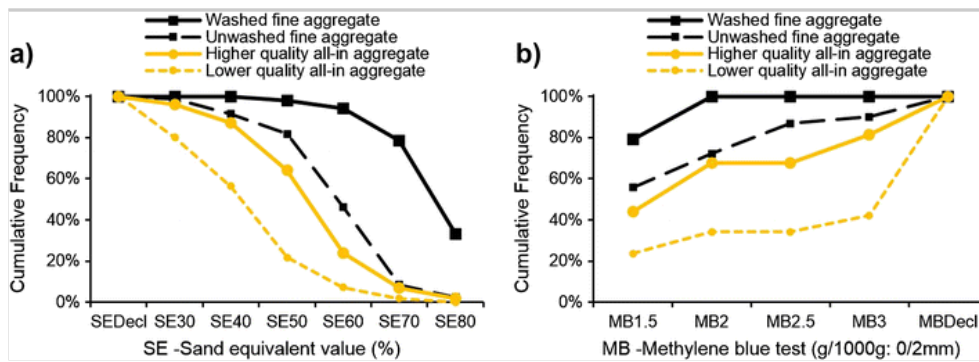 a)
Washed fine aggregate
Unwashed fine aggregate
Higher quality all-in aggregate
Lower quality all-in aggregate
Cumulative Frequency
100%
80%
60%
40%
20%
0%
SEDecl SE30 SE40 SE50 SE60 SE70 SE80
SE -Sand equivalent value (%)
b)
Washed fine aggregate
Unwashed fine aggregate
Higher quality all-in aggregate
Lower quality all-in aggregate
Cumulative Frequency
100%
80%
60%
40%
20%
0%
MB1.5 MB2 MB2.5 MB3 MBDecl
MB -Methylene blue test (g/1000g: 0/2mm)